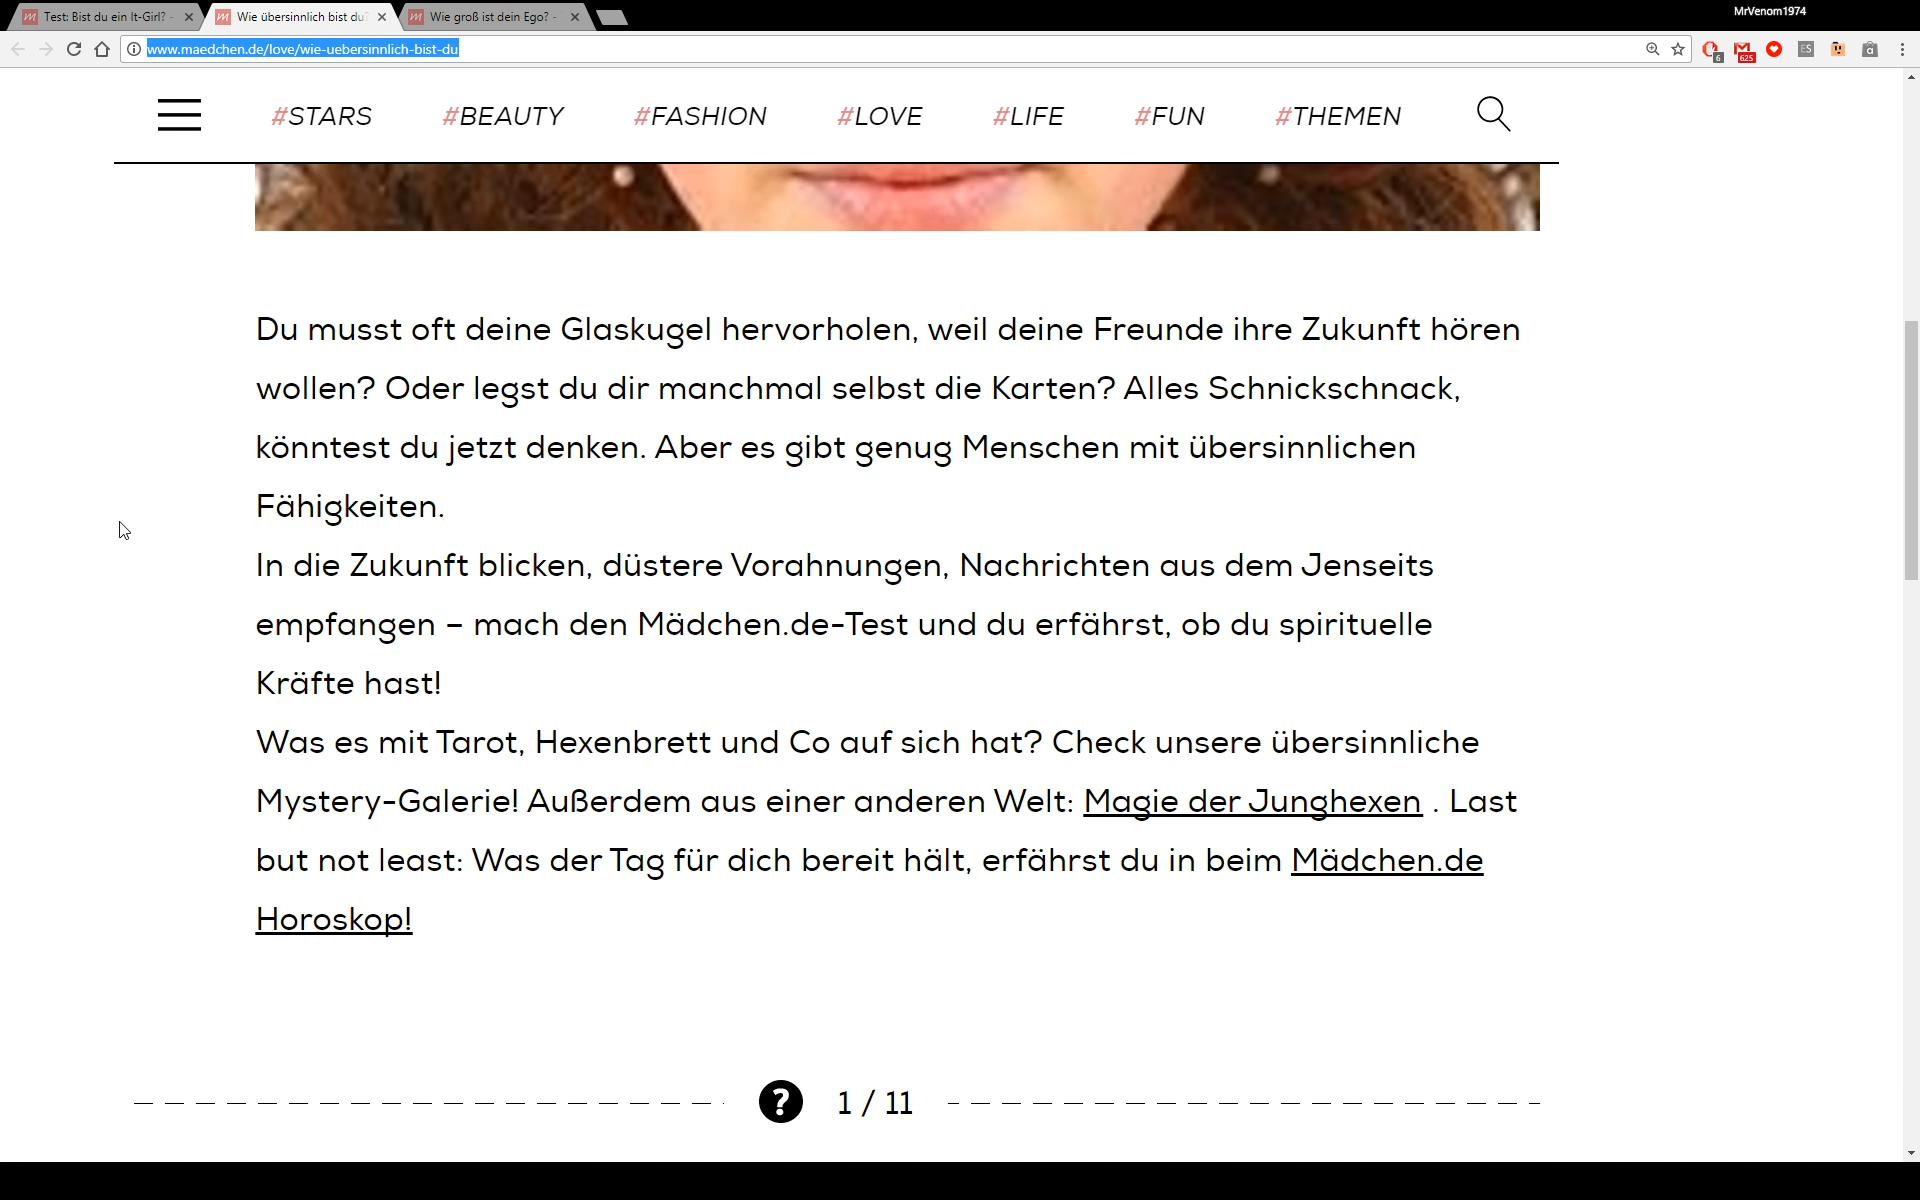 Test: Bist du ein It-Girl? -
Wie übersinnlich bist du?
Wie groß ist dein Ego? -
MrVenom1974
www.maedchen.de/love/wie-uebersinnlich-bist-du
6
625
ES
a
#STARS
#BEAUTY
#FASHION
#LOVE
#LIFE
#FUN
#THEMEN
Du musst oft deine Glaskugel hervorholen, weil deine Freunde ihre Zukunft hören
wollen? Oder legst du dir manchmal selbst die Karten? Alles Schnickschnack,
könntest du jetzt denken. Aber es gibt genug Menschen mit übersinnlichen
Fähigkeiten.
In die Zukunft blicken, düstere Vorahnungen, Nachrichten aus dem Jenseits
empfangen – mach den Mädchen.de-Test und du erfährst, ob du spirituelle
Kräfte hast!
Was es mit Tarot, Hexenbrett und Co auf sich hat? Check unsere übersinnliche
Mystery-Galerie! Außerdem aus einer anderen Welt: Magie der Junghexen . Last
but not least: Was der Tag für dich bereit hält, erfährst du in beim Mädchen.de
Horoskop!
? 1 / 11